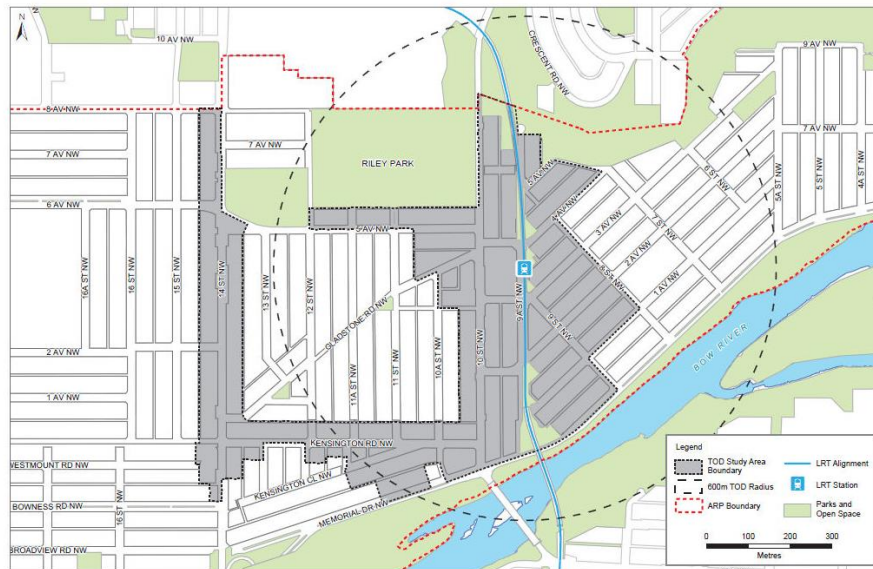 N
10 AV NW
CRESCENT RD NW
9 AV NW
8 AV NW
7 AV NW
7 AV NW
RILEY PARK
5 AV NW
6 ST NW
7 AV NW
5A ST NW
5 ST NW
4A ST NW
6 AV NW
4 AV NW
3 AV NW
7 ST NW
5 AV NW
16A ST NW
16 ST NW
15 ST NW
14 ST NW
13 ST NW
12 ST NW
GLADSTONE RD NW
9A ST NW
8 ST NW
2 AV NW
1 AV NW
10 ST NW
9 ST NW
BOW RIVER
2 AV NW
1 AV NW
11A ST NW
11 ST NW
10A ST NW
KENSINGTON RD NW
WESTMOUNT RD NW
KENSINGTON CL NW
BOWNESS RD NW
16 ST NW
MEMORIAL DR NW
BROADVIEW RD NW
Legend
TOD Study Area
Boundary
600m TOD Radius
ARP Boundary
LRT Alignment
LRT Station
Parks and
Open Space
0 100 200 300
Metres